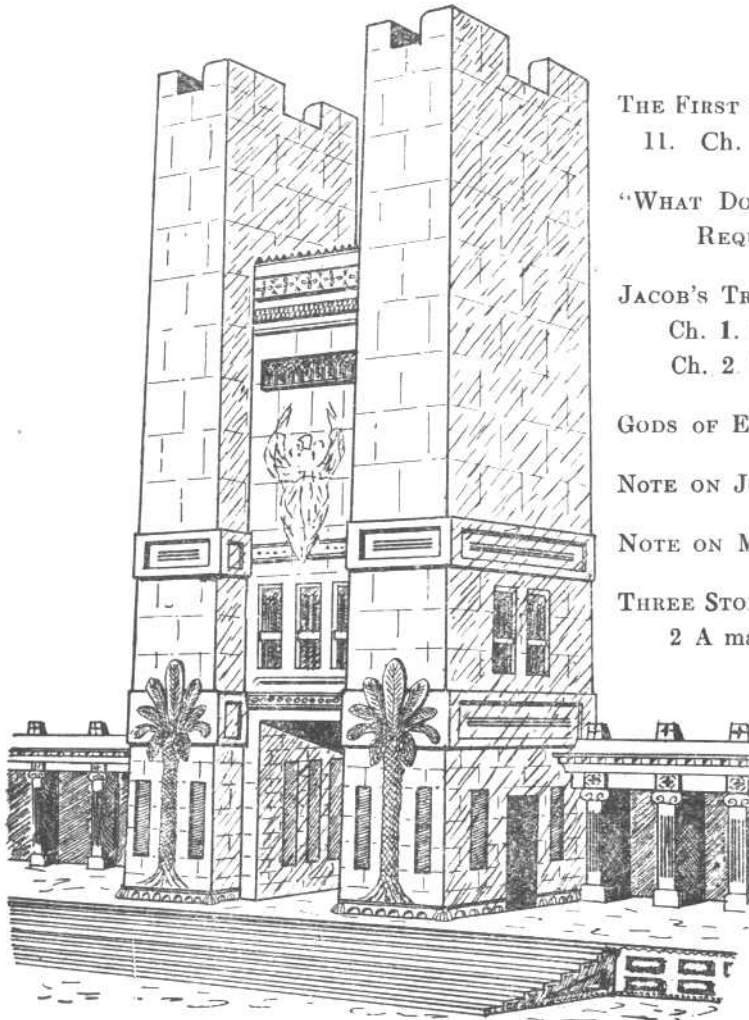 THE FIRST
11. Ch.
"WHAT DO
REQU
JACOB'S TR
Ch. 1.
Ch. 2
GODS OF E
NOTE ON J
NOTE ON M
THREE STO
2 A ma